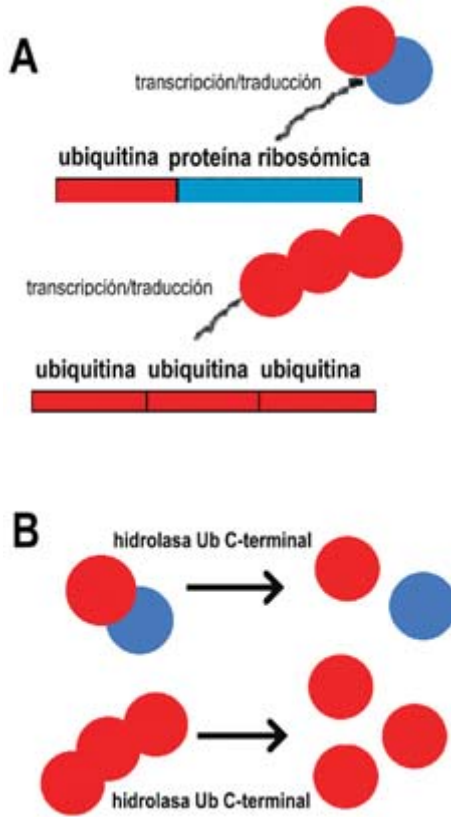 A
transcripción/traducción
ubiquitina proteína ribosómica
transcripción/traducción
ubiquitina ubiquitina ubiquitina
B
hidrolasa Ub C-terminal
hidrolasa Ub C-terminal